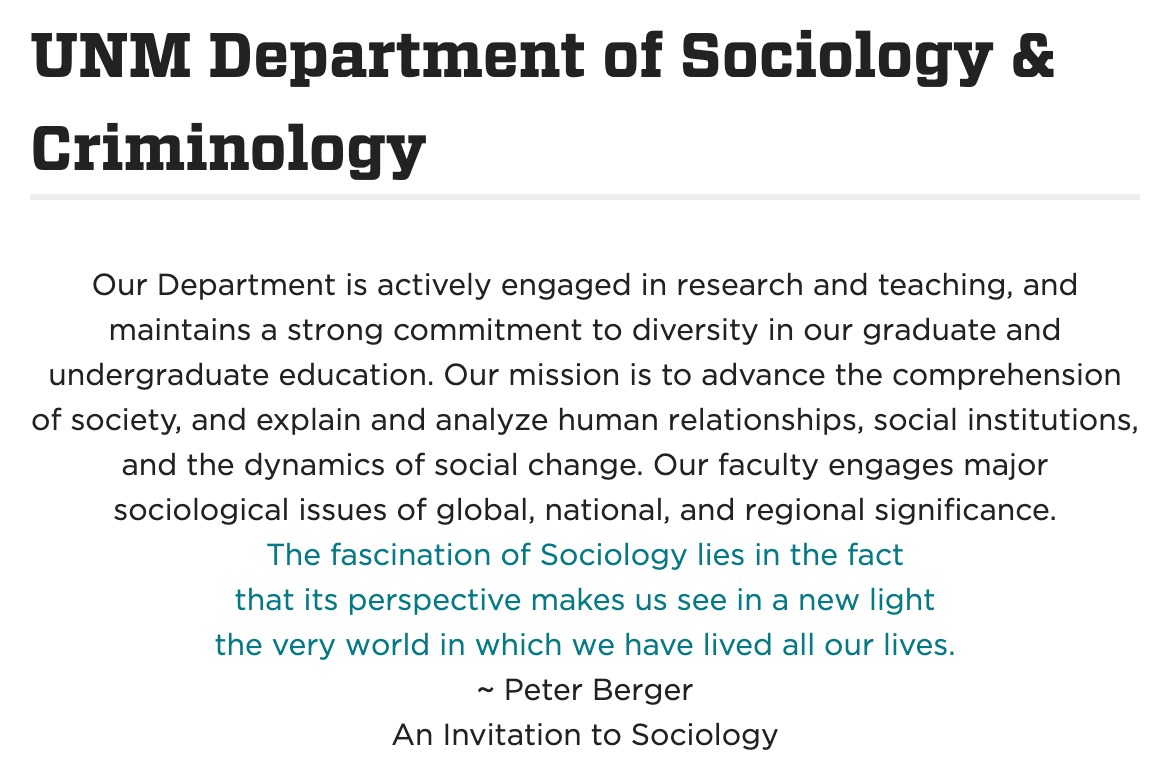 UNM Department of Sociology &
Criminology
Our Department is actively engaged in research and teaching, and
maintains a strong commitment to diversity in our graduate and
undergraduate education. Our mission is to advance the comprehension
of society, and explain and analyze human relationships, social institutions,
and the dynamics of social change. Our faculty engages major
sociological issues of global, national, and regional significance.
The fascination of Sociology lies in the fact
that its perspective makes us see in a new light
the very world in which we have lived all our lives.
~ Peter Berger
An Invitation to Sociology